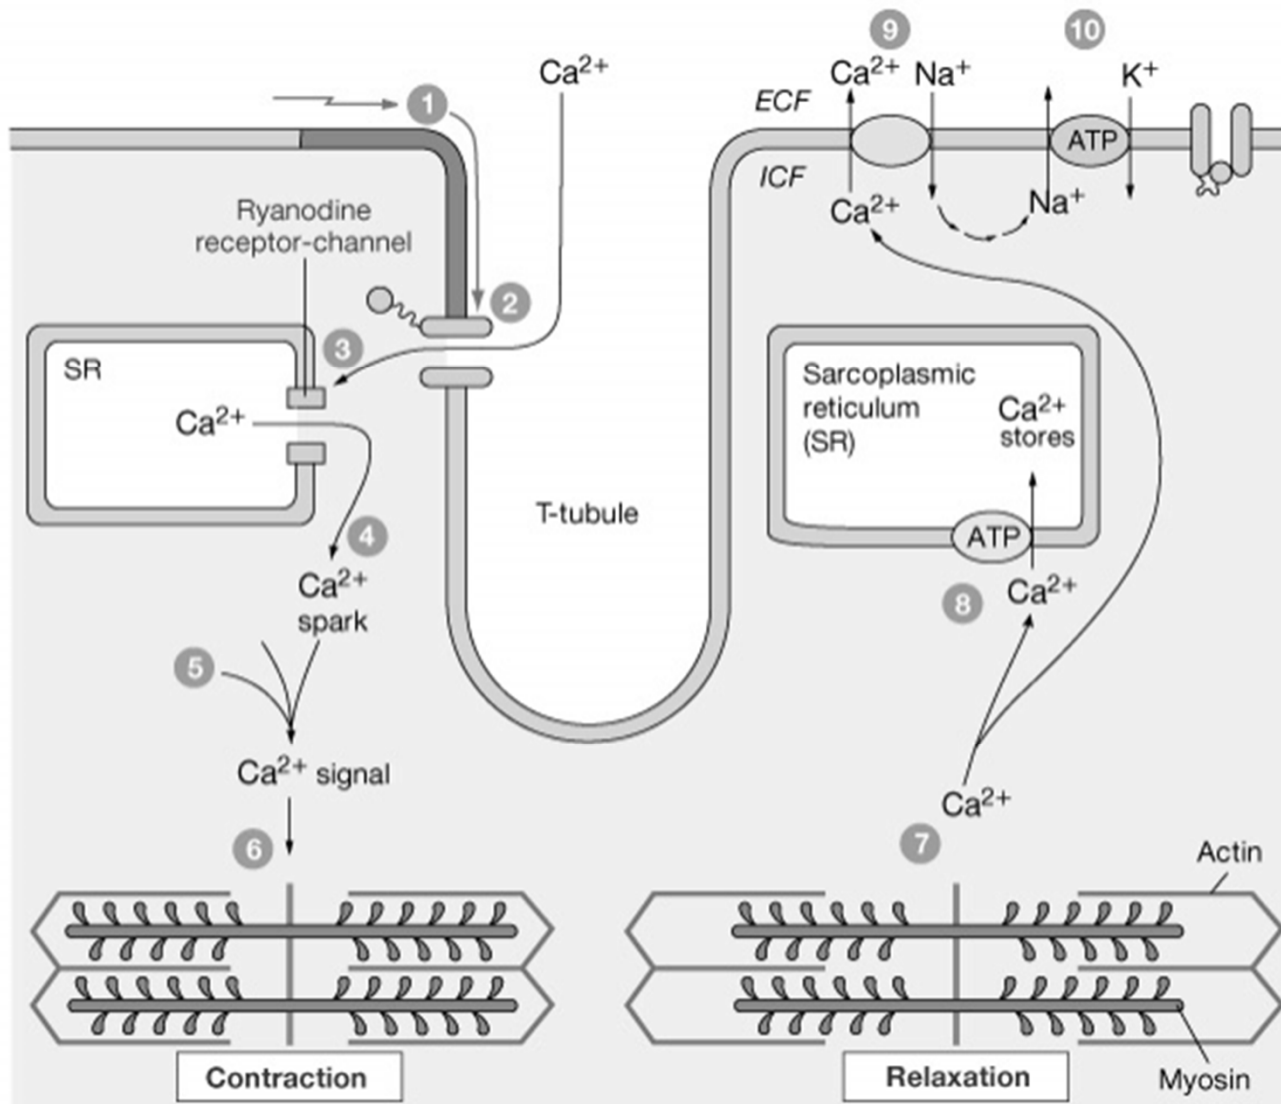 9
10
Ca2+
Ca2+
Na+
K+
ECF
1
ATP
ICF
Ca2+
Na+
Ryanodine
receptor-channel
2
3
SR
Ca2+
Sarcoplasmic
reticulum
(SR)
Ca2+
stores
T-tubule
4
ATP
Ca2+
spark
8
Ca2+
5
Ca2+ signal
Ca2+
6
7
Actin
Contraction
Relaxation
Myosin